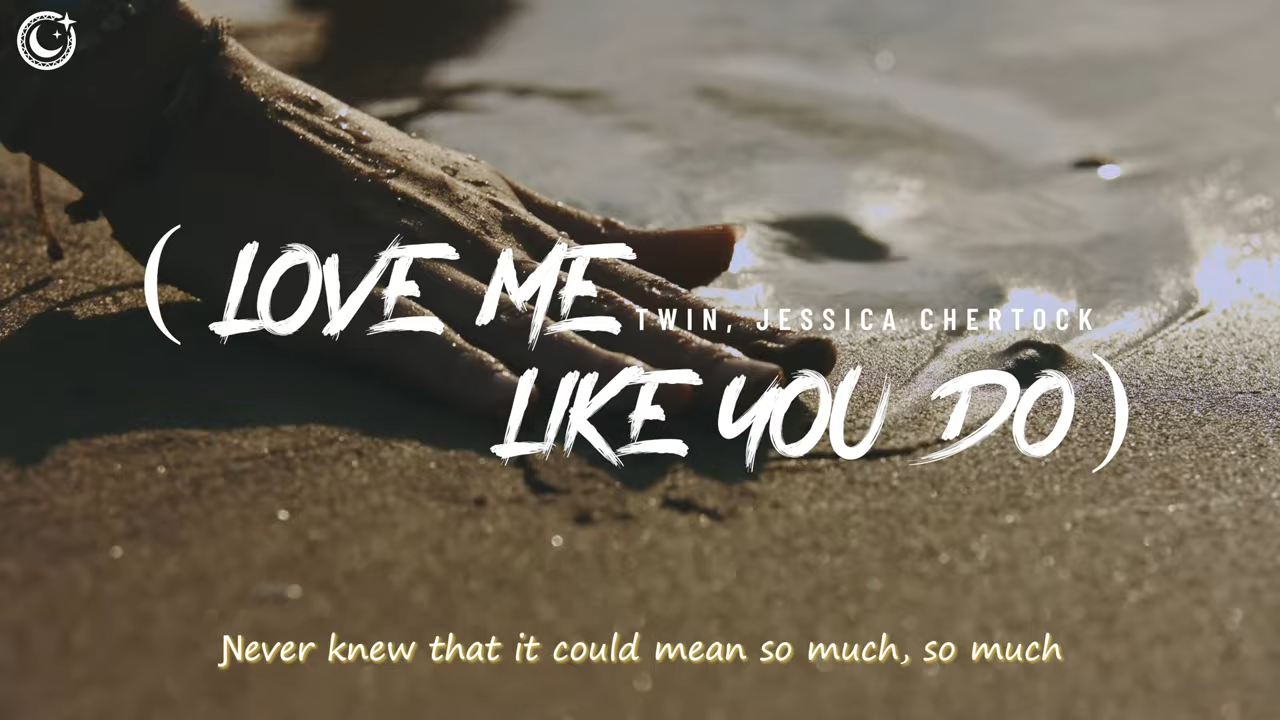 ( LOVE ME
TWIN, JESSICA CHERTOCK
LIKE YOU DO )
Never knew that it could mean so much, so much